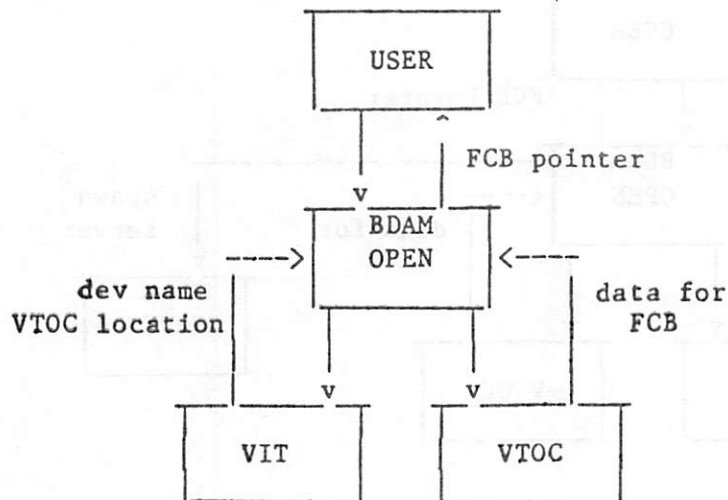 USER
FCB pointer
BDAM
OPEN
dev name
VTOC location
data for
FCB
VIT
VTOC